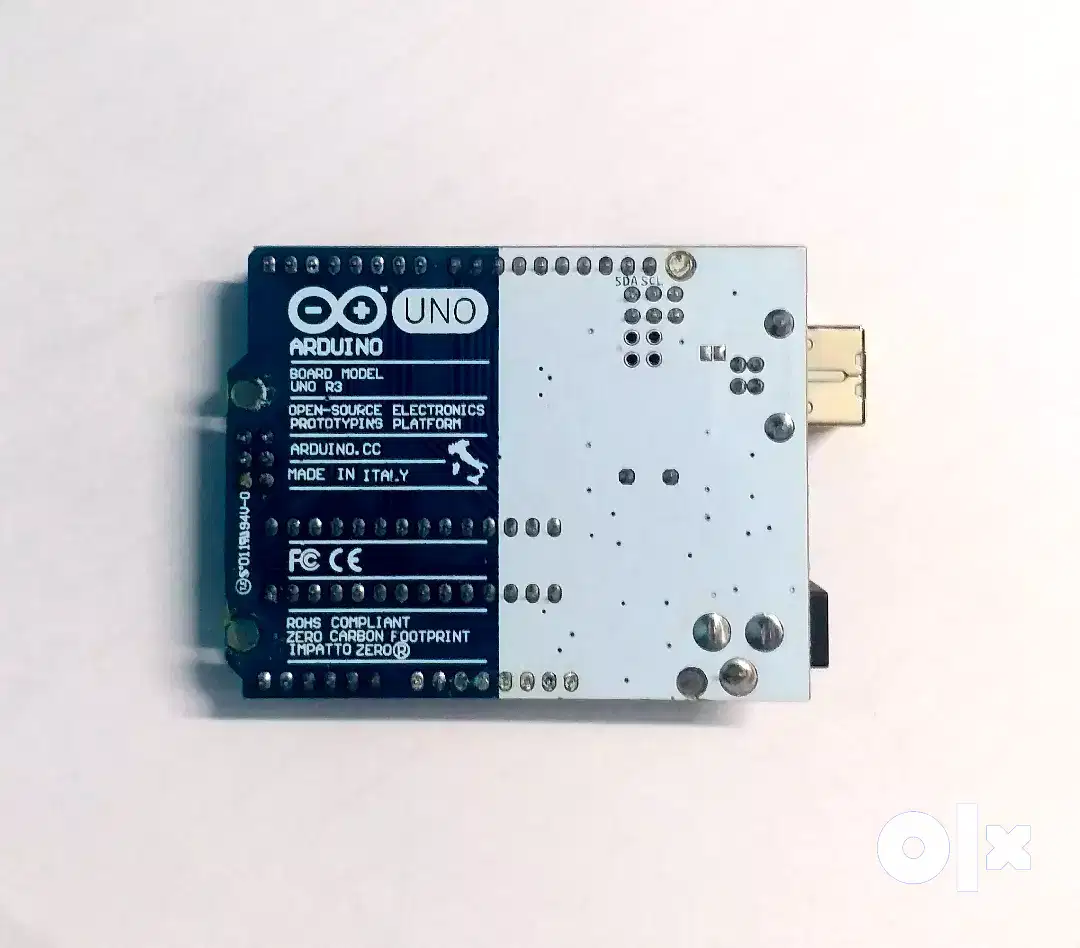 SDA SCL
UNO
ARDUINO
BOARD MODEL
UNO R3
OPEN-SOURCE ELECTRONICS
PROTOTYPING PLATFORM
ARDUINO.CC
MADE IN ITALY
FC CE
ROHS COMPLIANT
ZERO CARBON FOOTPRINT
IMPATTO ZERO®
olx